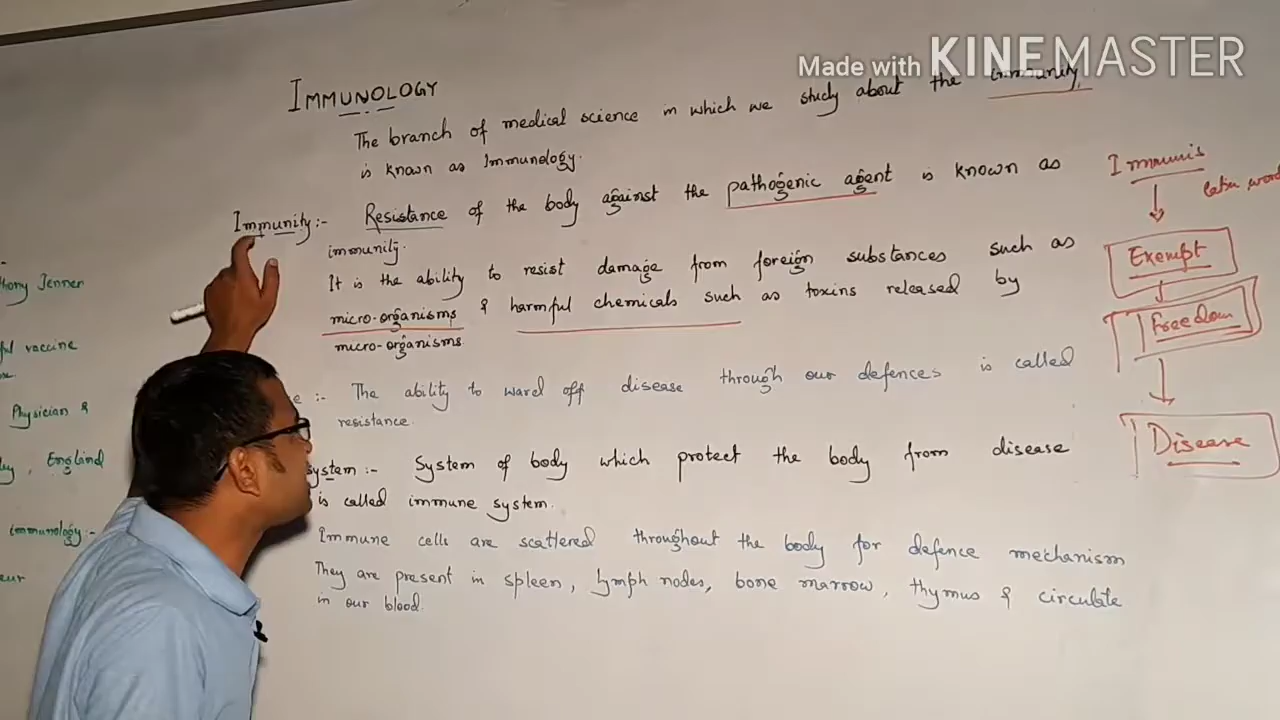 Made with KINEMASTER
IMMUNOLOGY
The branch of medical science in which we study about the immunity,
is known as Immunology.
Immunity:- Resistance of the body against the pathogenic agent is known as
immunity.
It is the ability to resist damage from foreign substances such as
micro-organisms & harmful chemicals such as toxins released by
micro-organisms.
e :- The ability to ward off disease through our defences is called
resistance.
system :- System of body which protect the body from disease
is called immune system.
Immune cells are scattered throughout the body for defence mechanism
They are present in spleen, lymph nodes, bone marrow, thymus & circulate
in our blood.
Immunis
latin word
Exempt
Freedom
Disease
Jenner
vaccine
Physician &
, England
immunology:-